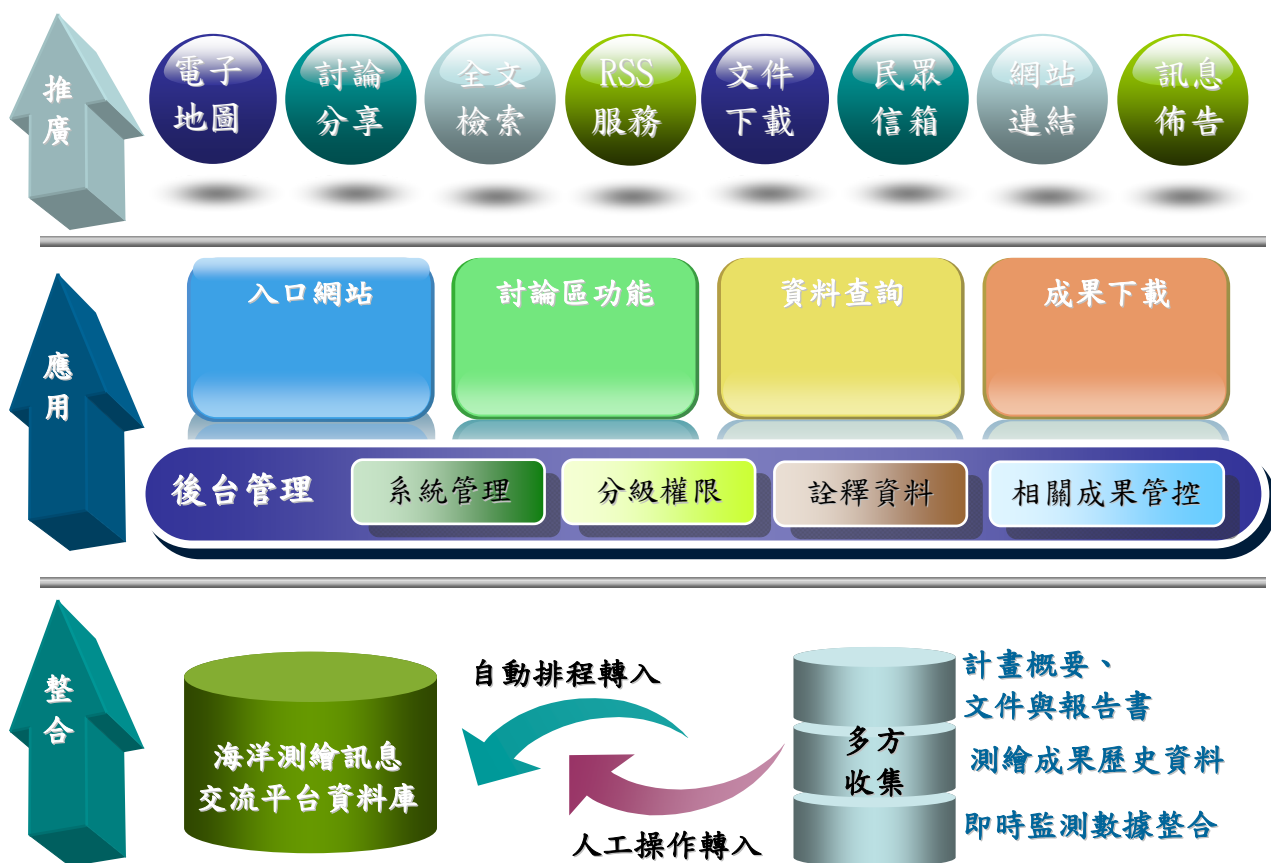 推
廣
電子
地圖
討論
分享
全文
檢索
RSS
服務
文件
下載
民眾
信箱
網站
連結
訊息
佈告
應
用
入口網站
討論區功能
資料查詢
成果下載
後台管理
系統管理
分級權限
詮釋資料
相關成果管控
整
合
海洋測繪訊息
交流平台資料庫
自動排程轉入
人工操作轉入
多方
收集
計畫概要、
文件與報告書
測繪成果歷史資料
即時監測數據整合